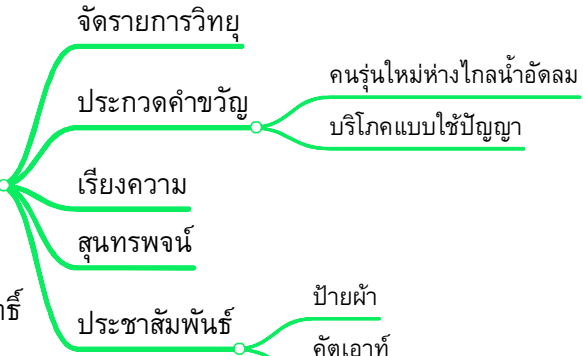 จัดรายการวิทยุ
ประกวดคำขวัญ
คนรุ่นใหม่ห่างไกลน้ำอัดลม
บริโภคแบบใช้ปัญญา
เรียงความ
สุนทรพจน์
ประชาสัมพันธ์
ป้ายผ้า
คัตเอาท์